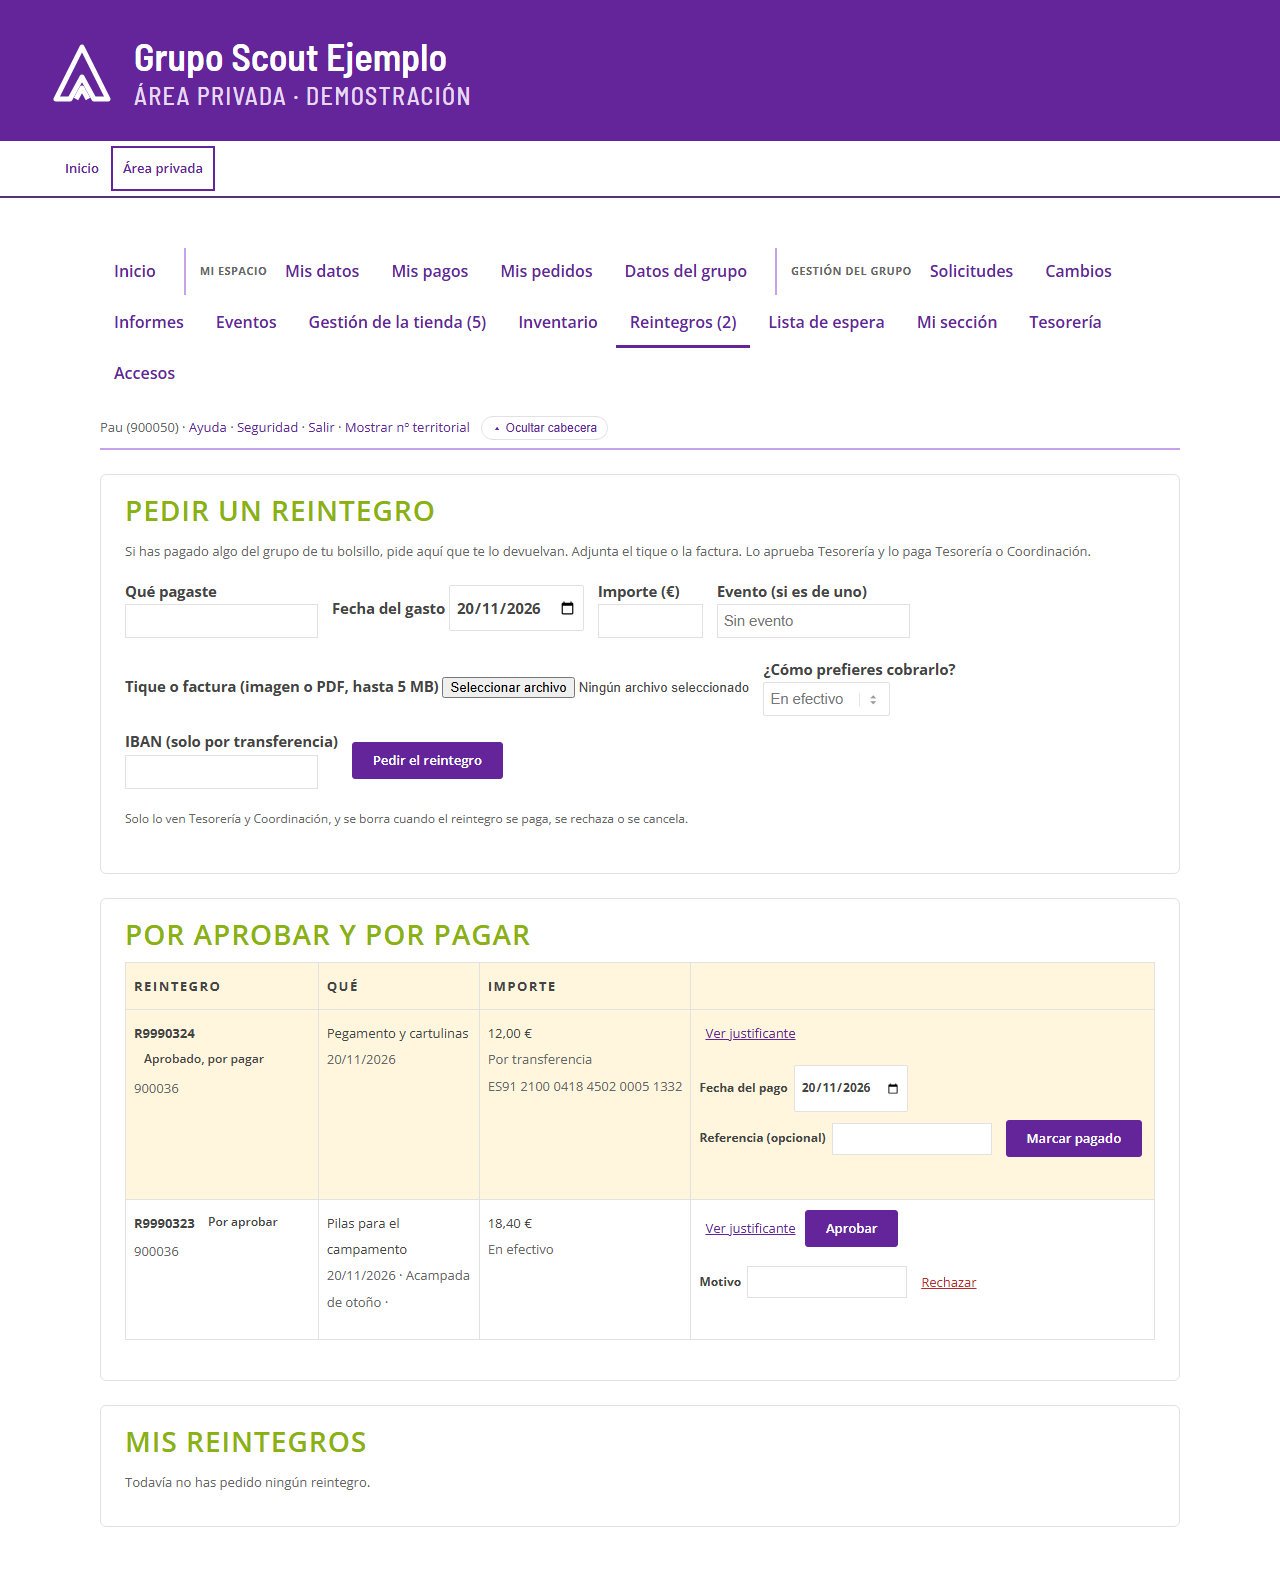 Grupo Scout Ejemplo
ÁREA PRIVADA · DEMOSTRACIÓN
Inicio Área privada
Inicio MI ESPACIO Mis datos Mis pagos Mis pedidos Datos del grupo GESTIÓN DEL GRUPO Solicitudes Cambios
Informes Eventos Gestión de la tienda (5) Inventario Reintegros (2) Lista de espera Mi sección Tesorería
Accesos
Pau (900050) · Ayuda · Seguridad · Salir · Mostrar nº territorial ▲ Ocultar cabecera
PEDIR UN REINTEGRO
Si has pagado algo del grupo de tu bolsillo, pide aquí que te lo devuelvan. Adjunta el tique o la factura. Lo aprueba Tesorería y lo paga Tesorería o Coordinación.
Qué pagaste Fecha del gasto 20/11/2026 Importe (€) Evento (si es de uno)
Sin evento
Tique o factura (imagen o PDF, hasta 5 MB) Seleccionar archivo Ningún archivo seleccionado ¿Cómo prefieres cobrarlo?
En efectivo
IBAN (solo por transferencia)
Pedir el reintegro
Solo lo ven Tesorería y Coordinación, y se borra cuando el reintegro se paga, se rechaza o se cancela.
POR APROBAR Y POR PAGAR
REINTEGRO QUÉ IMPORTE
R9990324 Pegamento y cartulinas 12,00 € Ver justificante
Aprobado, por pagar 20/11/2026 Por transferencia
900036 ES91 2100 0418 4502 0005 1332 Fecha del pago 20/11/2026
Referencia (opcional) Marcar pagado
R9990323 Por aprobar Pilas para el 18,40 € Ver justificante Aprobar
900036 campamento En efectivo
20/11/2026 · Acampada Motivo Rechazar
de otoño ·
MIS REINTEGROS
Todavía no has pedido ningún reintegro.